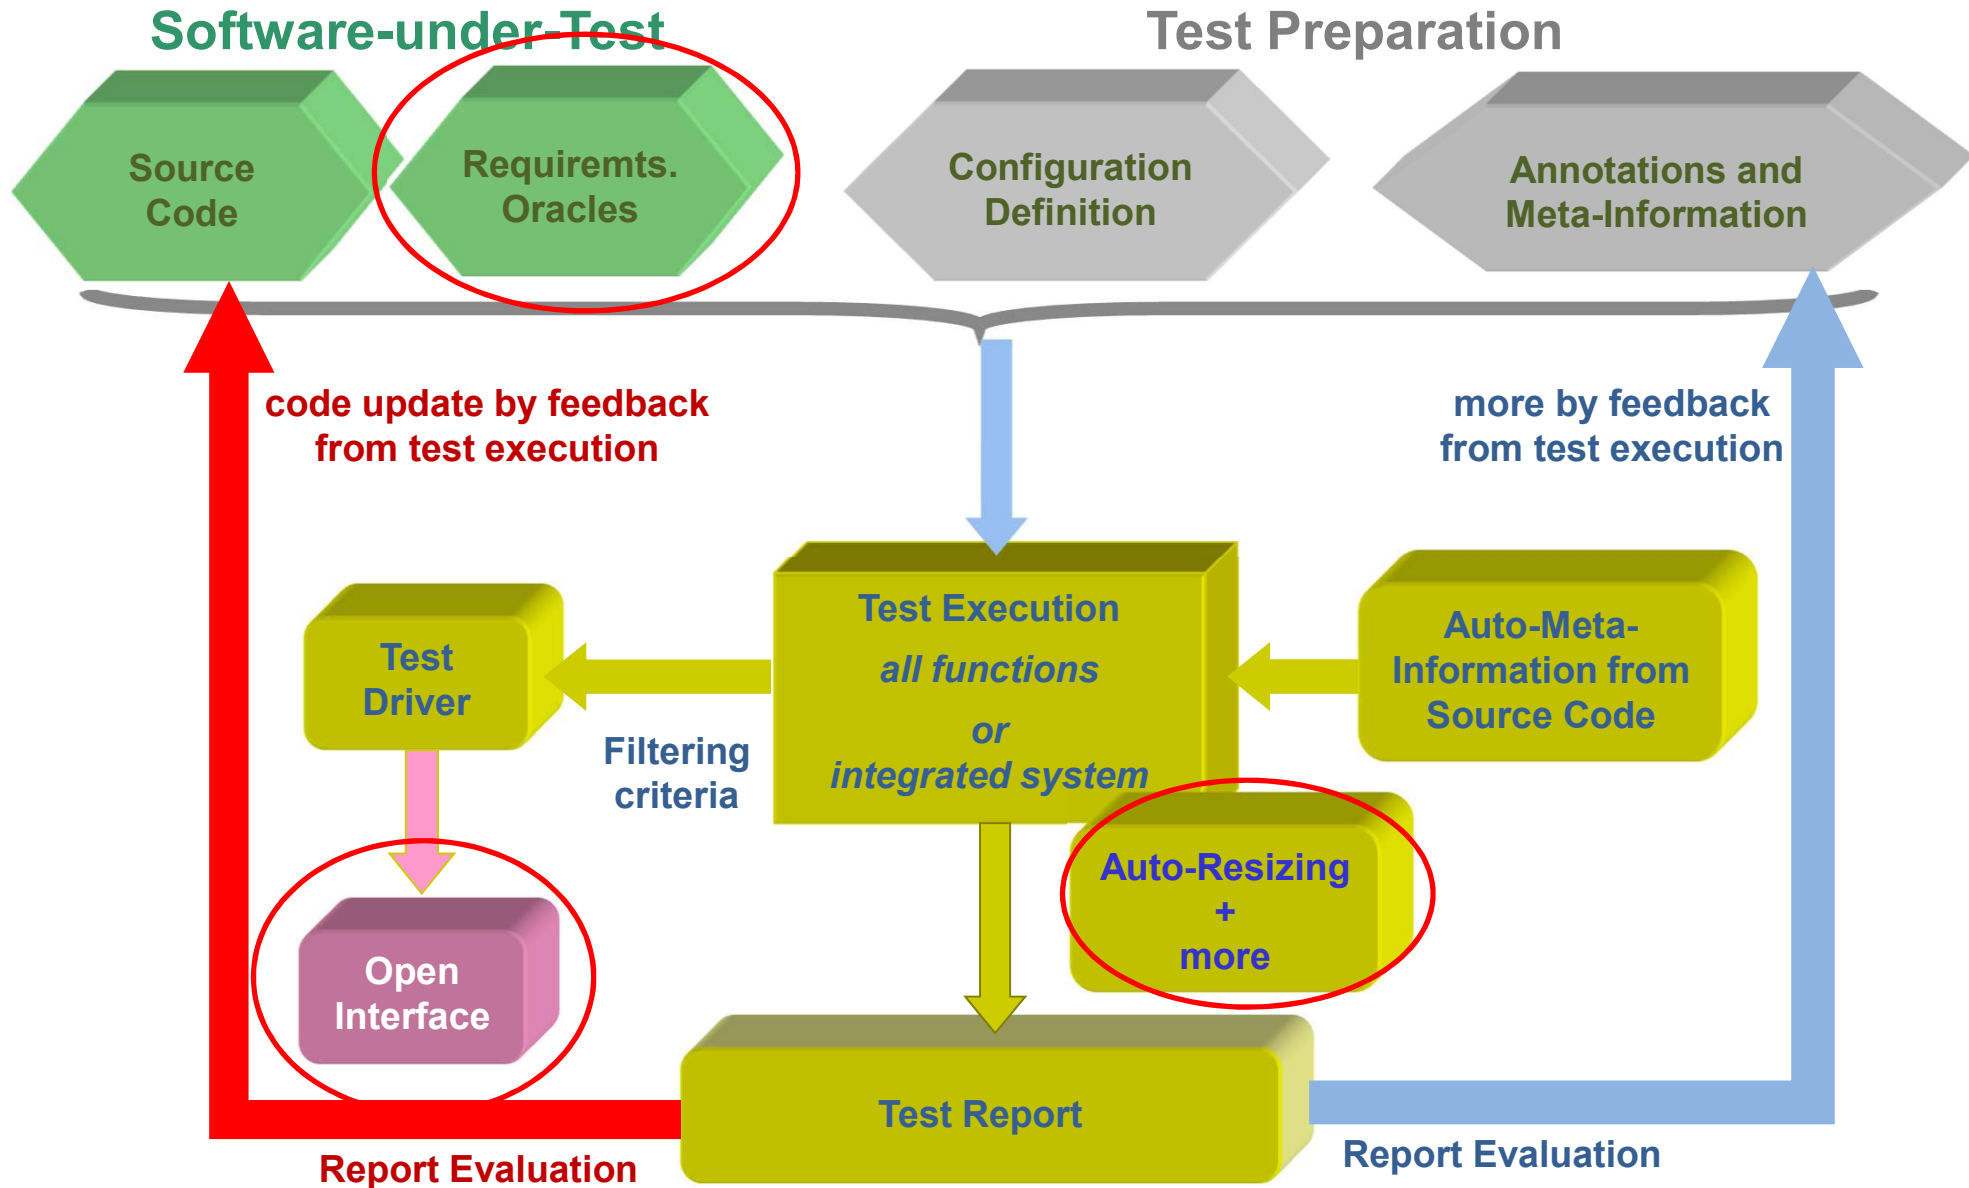 Software-under-Test
Test Preparation
Source
Code
Requiremts.
Oracles
Configuration
Definition
Annotations and
Meta-Information
code update by feedback
from test execution
more by feedback
from test execution
Test Execution
all functions
or
integrated system
Test
Driver
Filtering
criteria
Auto-Meta-
Information from
Source Code
Auto-Resizing
+
more
Open
Interface
Test Report
Report Evaluation
Report Evaluation